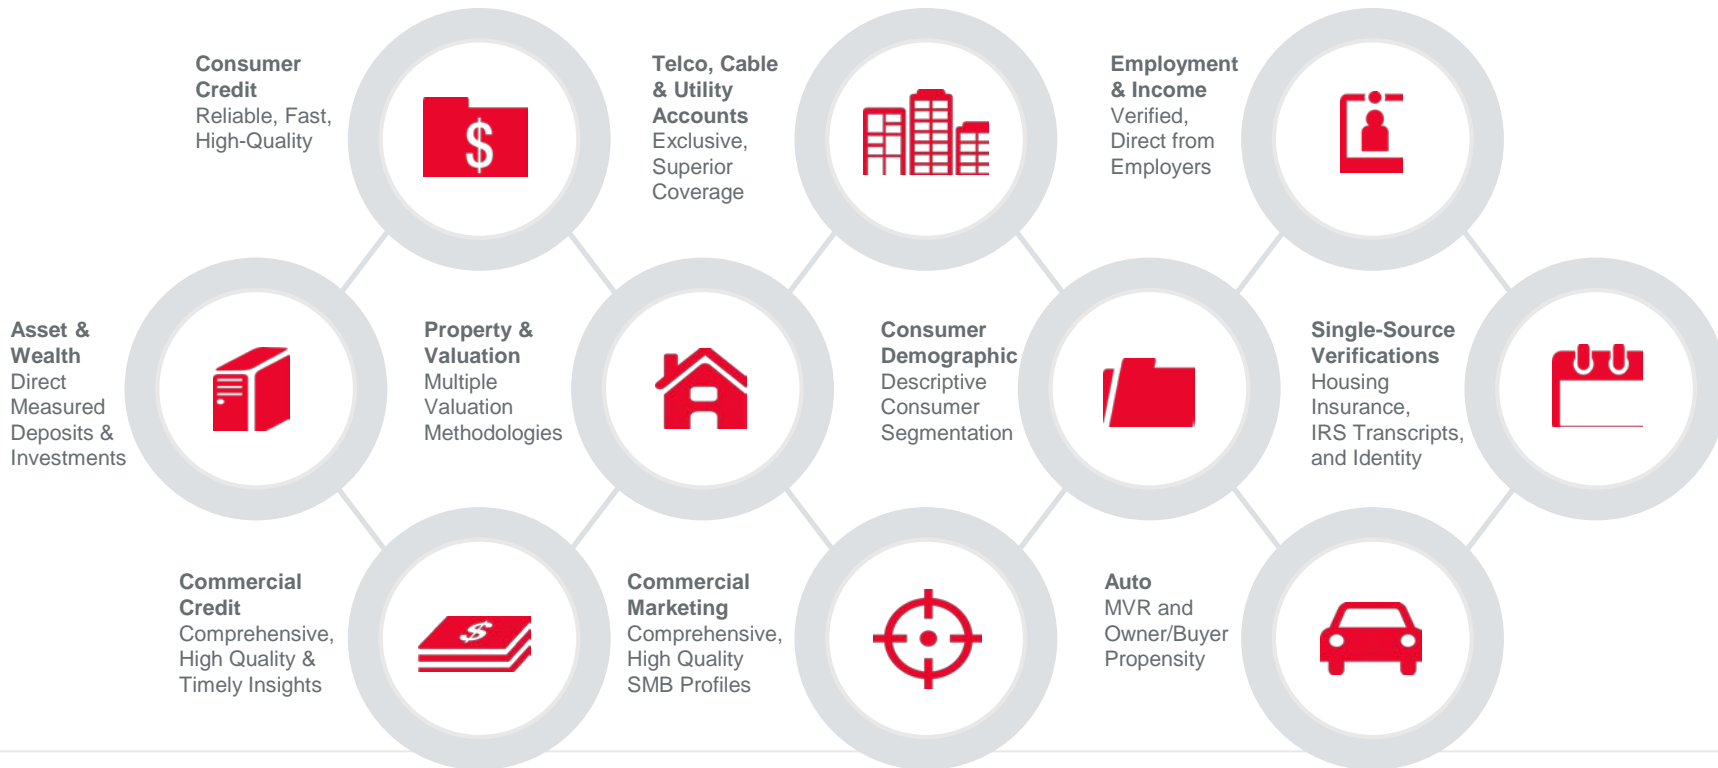 Consumer
Credit
Reliable, Fast,
High-Quality
$
Telco, Cable
& Utility
Accounts
Exclusive,
Superior
Coverage
Employment
& Income
Verified,
Direct from
Employers
Asset &
Wealth
Direct
Measured
Deposits &
Investments
Property &
Valuation
Multiple
Valuation
Methodologies
Consumer
Demographic
Descriptive
Consumer
Segmentation
Single-Source
Verifications
Housing
Insurance,
IRS Transcripts,
and Identity
Commercial
Credit
Comprehensive,
High Quality &
Timely Insights
$
Commercial
Marketing
Comprehensive,
High Quality
SMB Profiles
Auto
MVR and
Owner/Buyer
Propensity